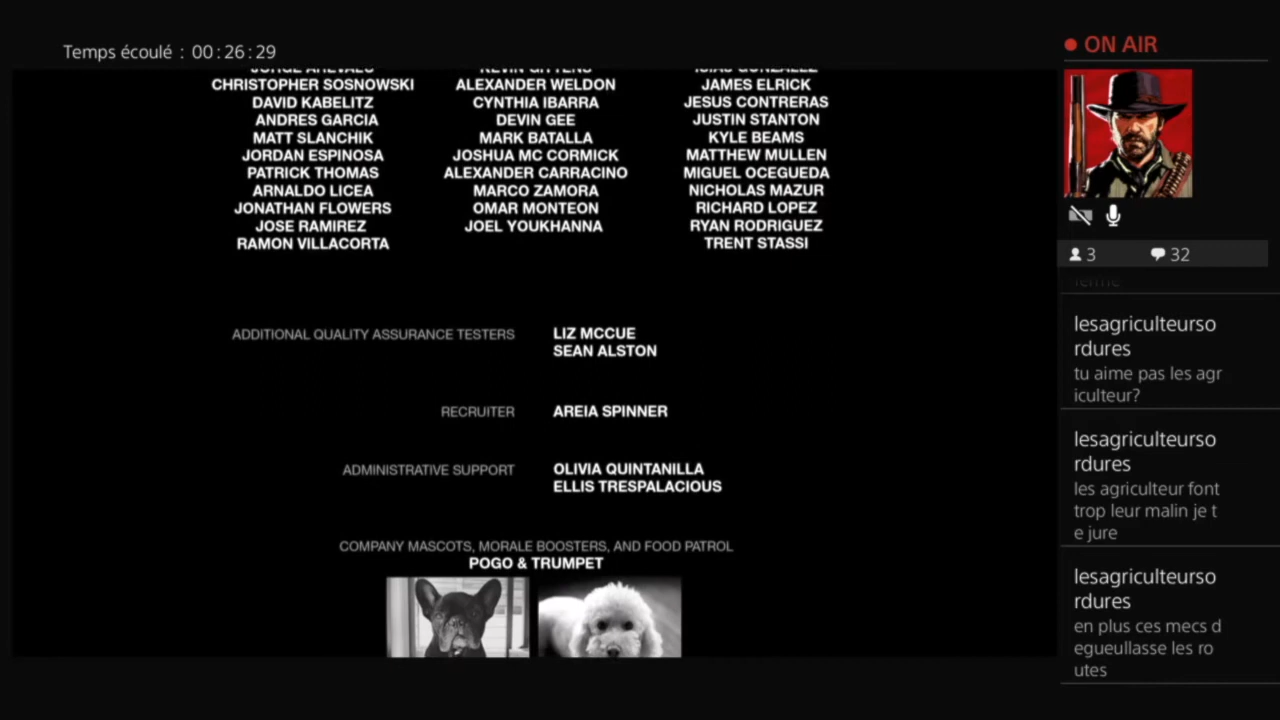 Temps écoulé : 00:26:29
ON AIR
CHRISTOPHER SOSNOWSKI
DAVID KABELITZ
ANDRES GARCIA
MATT SLANCHIK
JORDAN ESPINOSA
PATRICK THOMAS
ARNALDO LICEA
JONATHAN FLOWERS
JOSE RAMIREZ
RAMON VILLACORTA
KEVIN GITTENS
ALEXANDER WELDON
CYNTHIA IBARRA
DEVIN GEE
MARK BATALLA
JOSHUA MC CORMICK
ALEXANDER CARRACINO
MARCO ZAMORA
OMAR MONTEON
JOEL YOUKHANNA
JAMES ELRICK
JESUS CONTRERAS
JUSTIN STANTON
KYLE BEAMS
MATTHEW MULLEN
MIGUEL OCEGUEDA
NICHOLAS MAZUR
RICHARD LOPEZ
RYAN RODRIGUEZ
TRENT STASSI
ADDITIONAL QUALITY ASSURANCE TESTERS
LIZ MCCUE
SEAN ALSTON
RECRUITER
AREIA SPINNER
ADMINISTRATIVE SUPPORT
OLIVIA QUINTANILLA
ELLIS TRESPALACIOUS
COMPANY MASCOTS, MORALE BOOSTERS, AND FOOD PATROL
POGO & TRUMPET
3
32
lesagriculteurso
rdures
tu aime pas les agr
iculteur?
lesagriculteurso
rdures
les agriculteur font
trop leur malin je t
e jure
lesagriculteurso
rdures
en plus ces mecs d
egueullasse les ro
utes